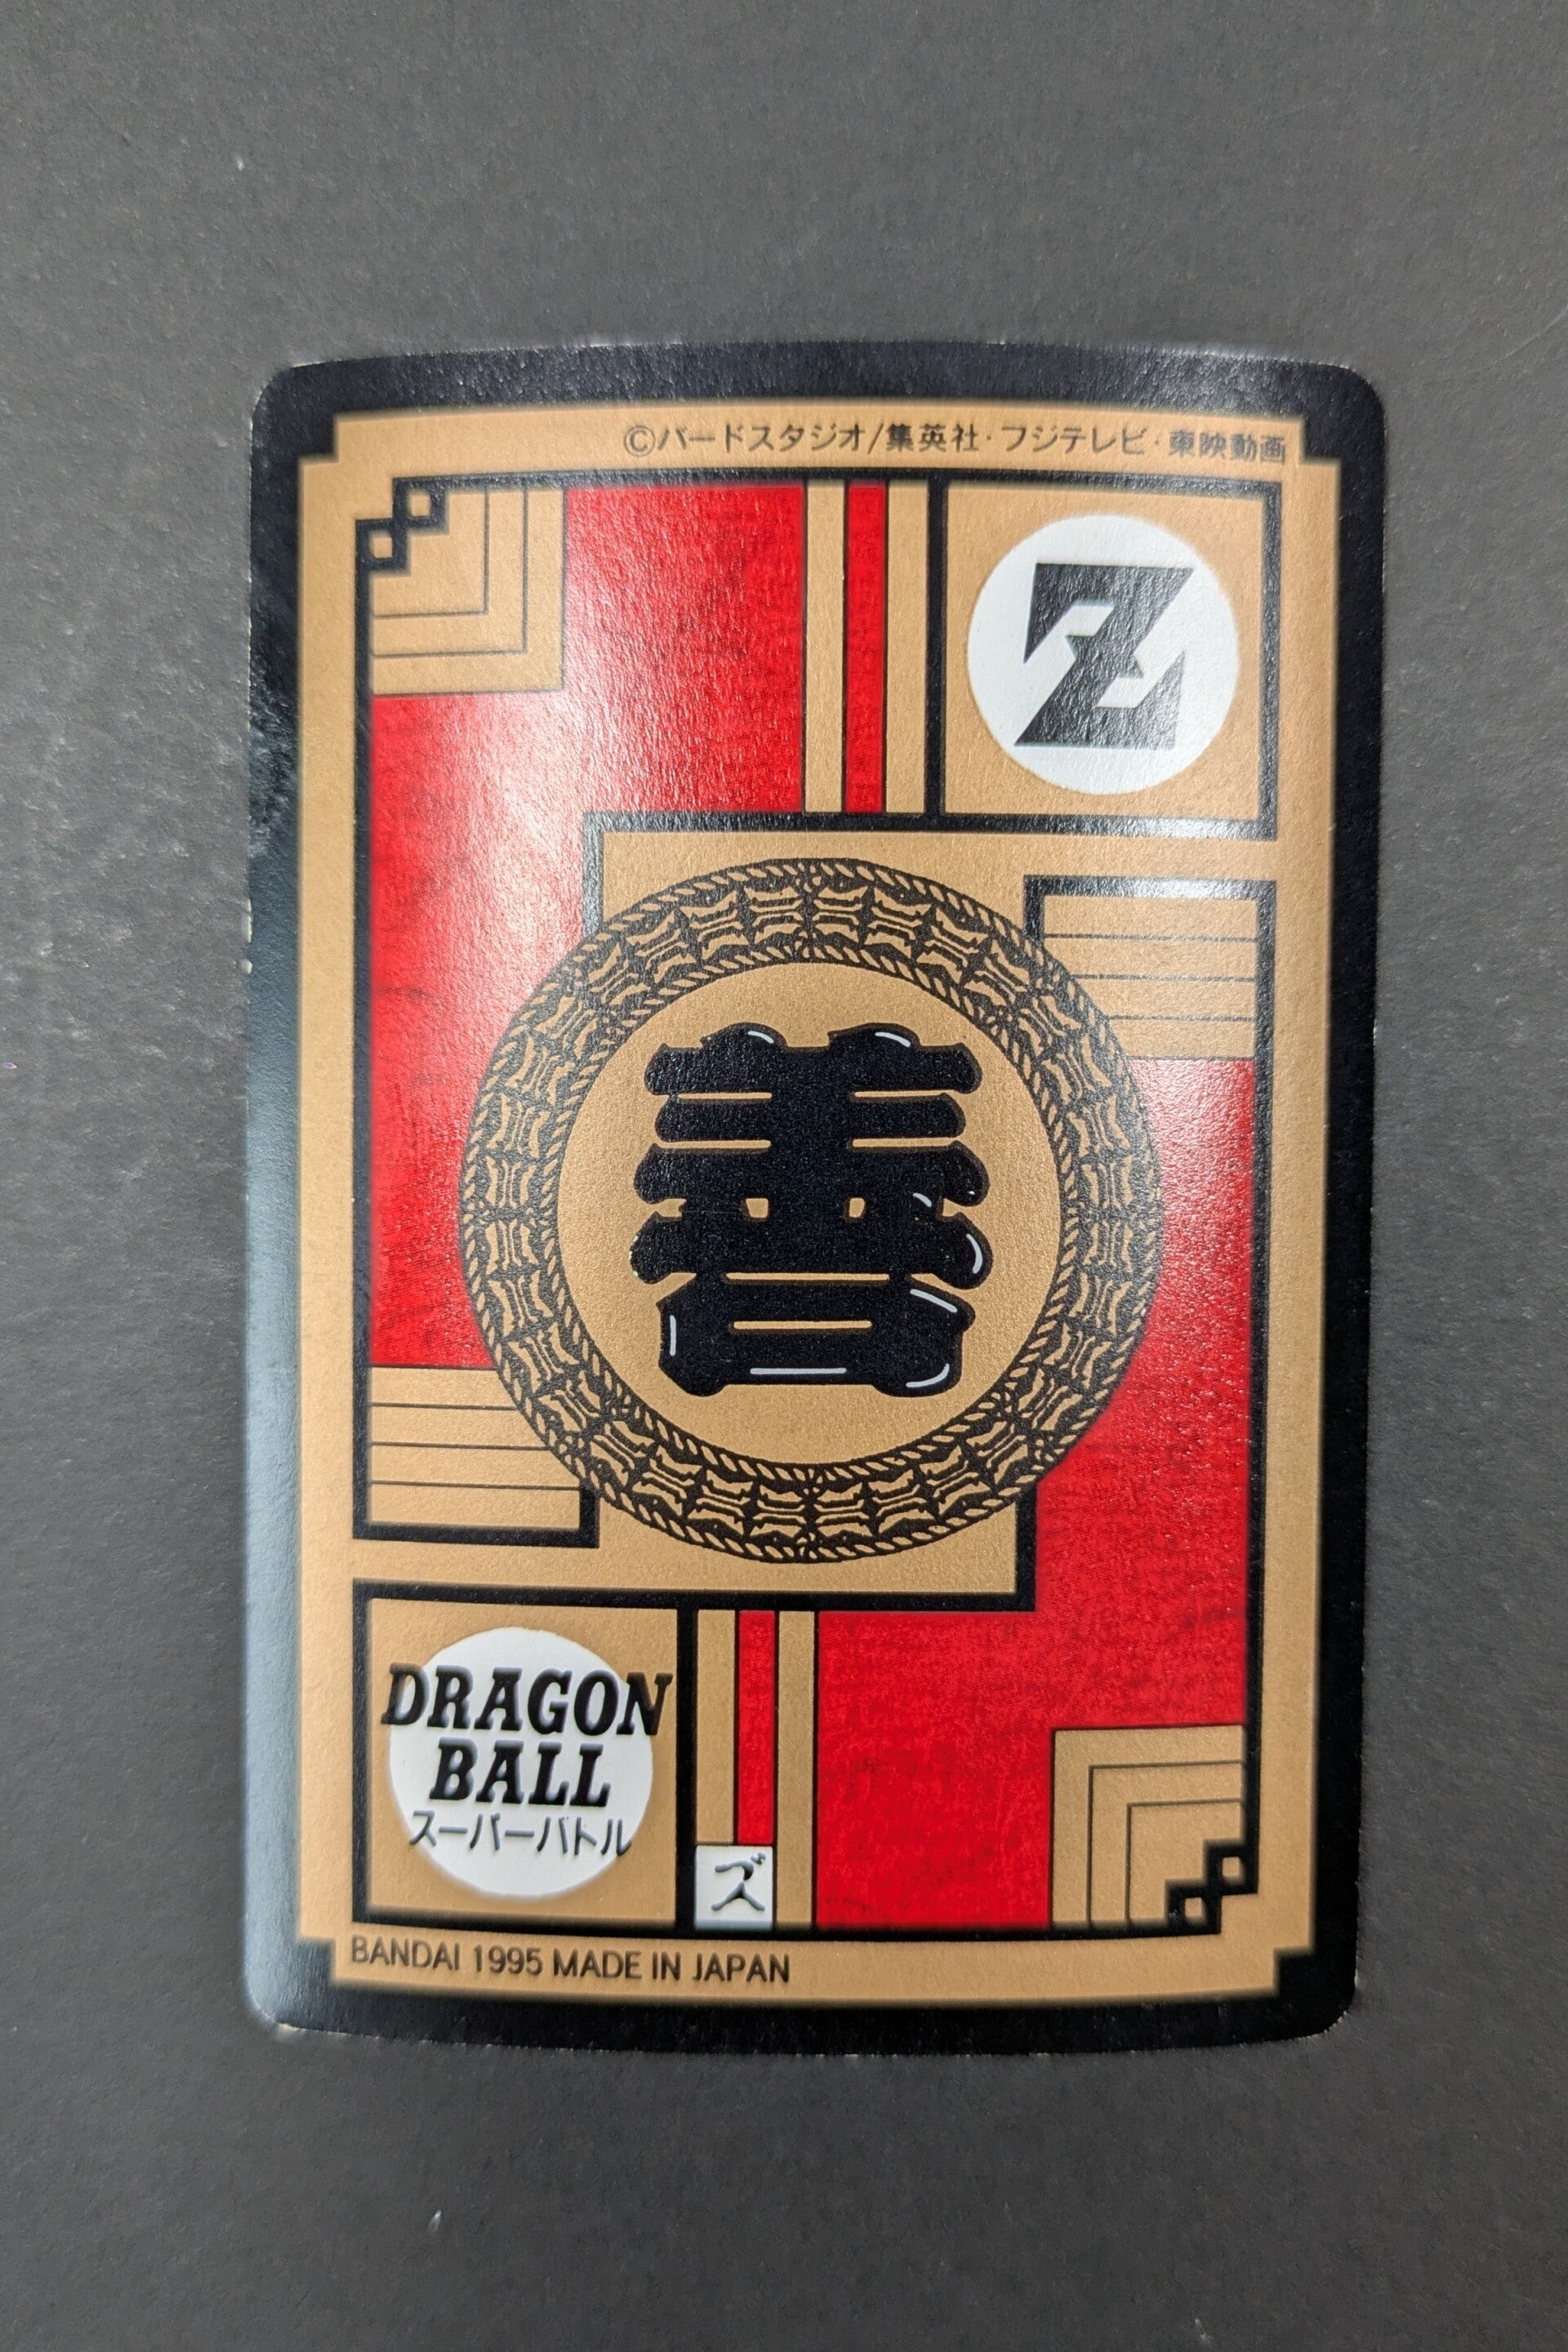 ©バードスタジオ/集英社・フジテレビ・東映動画
Z
善
DRAGON
BALL
スーパーバトル
ズ
BANDAI 1995 MADE IN JAPAN